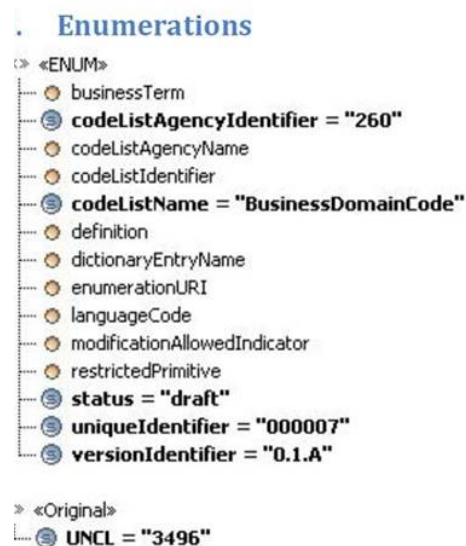 . Enumerations
«ENUM»
businessTerm
codeListAgencyIdentifier = "260"
codeListAgencyName
codeListIdentifier
codeListName = "BusinessDomainCode"
definition
dictionaryEntryName
enumerationURI
languageCode
modificationAllowedIndicator
restrictedPrimitive
status = "draft"
uniqueIdentifier = "000007"
versionIdentifier = "0.1.A"
«Original»
UNCL = "3496"